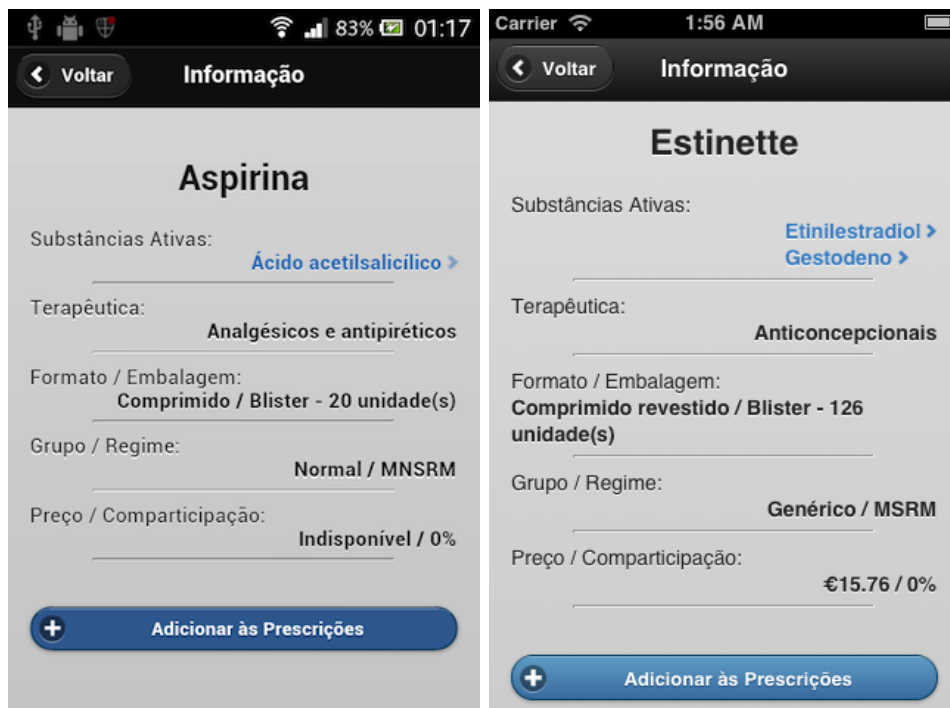 83% 01:17
Voltar Informação
Aspirina
Substâncias Ativas:
Ácido acetilsalicílico
Terapêutica:
Analgésicos e antipiréticos
Formato / Embalagem:
Comprimido / Blister - 20 unidade(s)
Grupo / Regime:
Normal / MNSRM
Preço / Comparticipação:
Indisponível / 0%
Adicionar às Prescrições
Carrier 1:56 AM
Voltar Informação
Estinette
Substâncias Ativas:
Etinilestradiol
Gestodeno
Terapêutica:
Anticoncepcionais
Formato / Embalagem:
Comprimido revestido / Blister - 126
unidade(s)
Grupo / Regime:
Genérico / MSRM
Preço / Comparticipação:
€15.76 / 0%
Adicionar às Prescrições